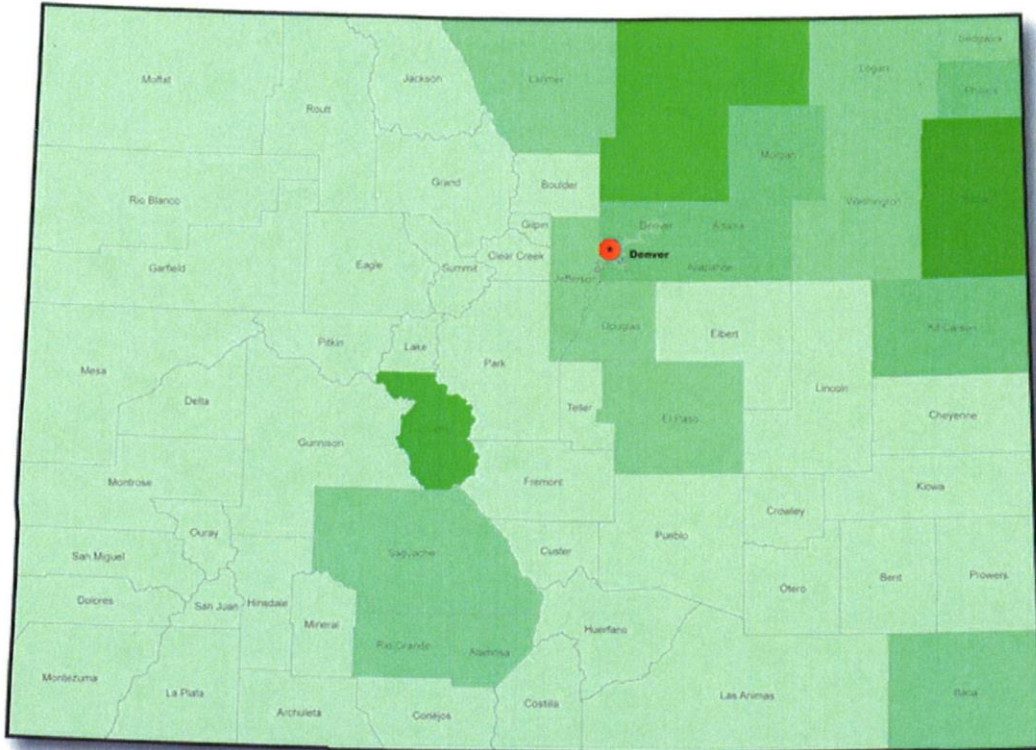 Sedgwick
Moffat
Jackson
Larimer
Logan
Routt
Phillips
Morgan
Grand
Boulder
Rio Blanco
Washington
Gilpin
Denver
Adams
Clear Creek
Denver
Garfield
Eagle
Summit
Jefferson
Arapahoe
Douglas
Elbert
Kit Carson
Pitkin
Lake
Park
Mesa
Lincoln
Delta
Teller
Cheyenne
El Paso
Gunnison
Montrose
Fremont
Kiowa
Crowley
Ouray
Pueblo
San Miguel
Saguache
Custer
Otero
Bent
Prowers
Dolores
San Juan
Hinsdale
Mineral
Huerfano
Rio Grande
Alamosa
Montezuma
La Plata
Las Animas
Baca
Costilla
Archuleta
Conejos